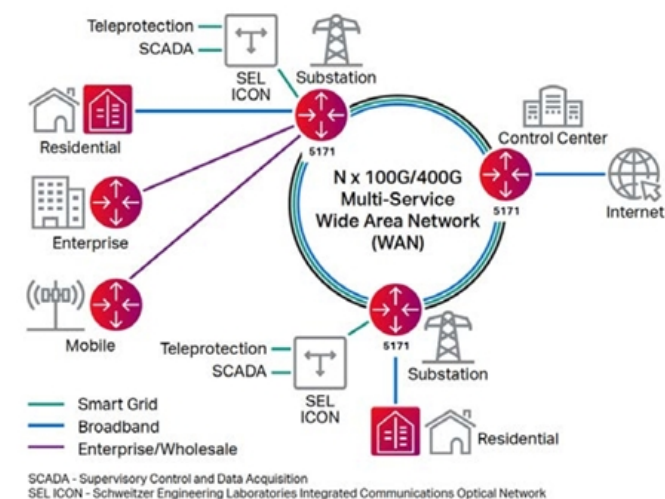 Teleprotection
SCADA
SEL
ICON
Substation
Residential
5171
Control Center
N x 100G/400G
Multi-Service
Wide Area Network
(WAN)
5171
Internet
Enterprise
Mobile
5171
Teleprotection
SCADA
SEL
ICON
Substation
Residential
Smart Grid
Broadband
Enterprise/Wholesale
SCADA - Supervisory Control and Data Acquisition
SEL ICON - Schweitzer Engineering Laboratories Integrated Communications Optical Network